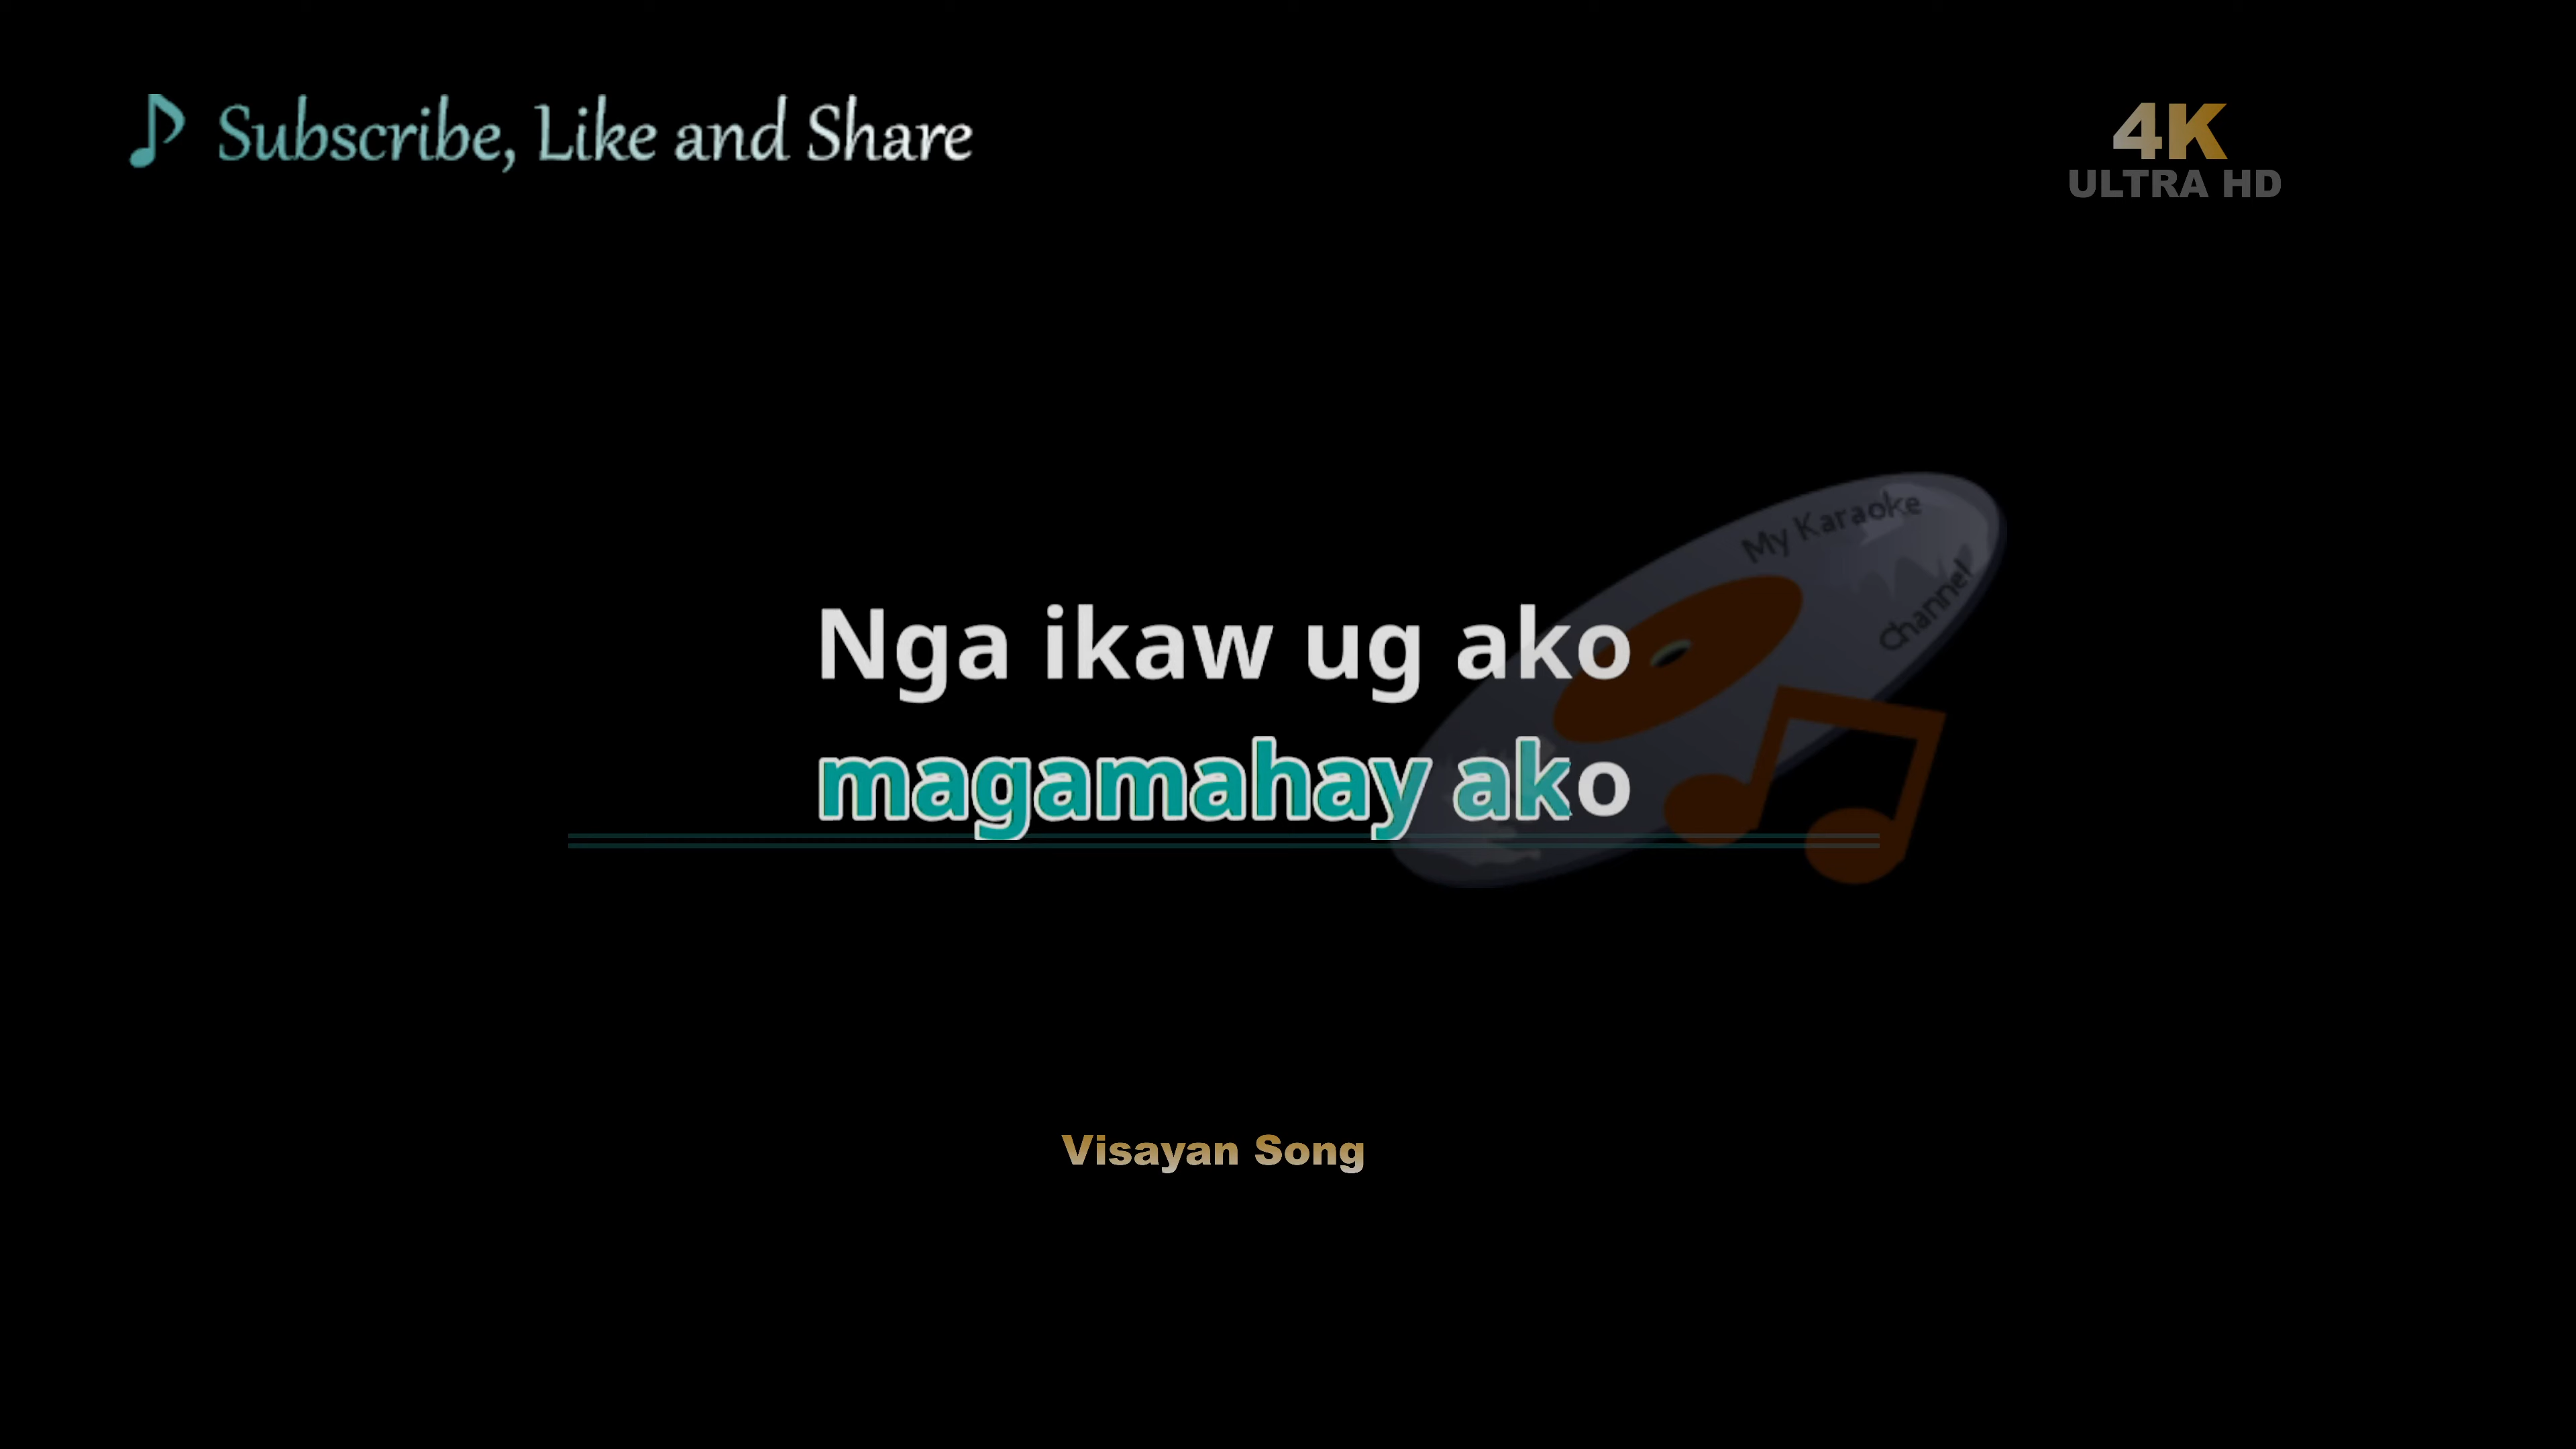 Subscribe, Like and Share
4K
ULTRA HD
My Karaoke
Channel
Nga ikaw ug ako
magamahay ako
Visayan Song